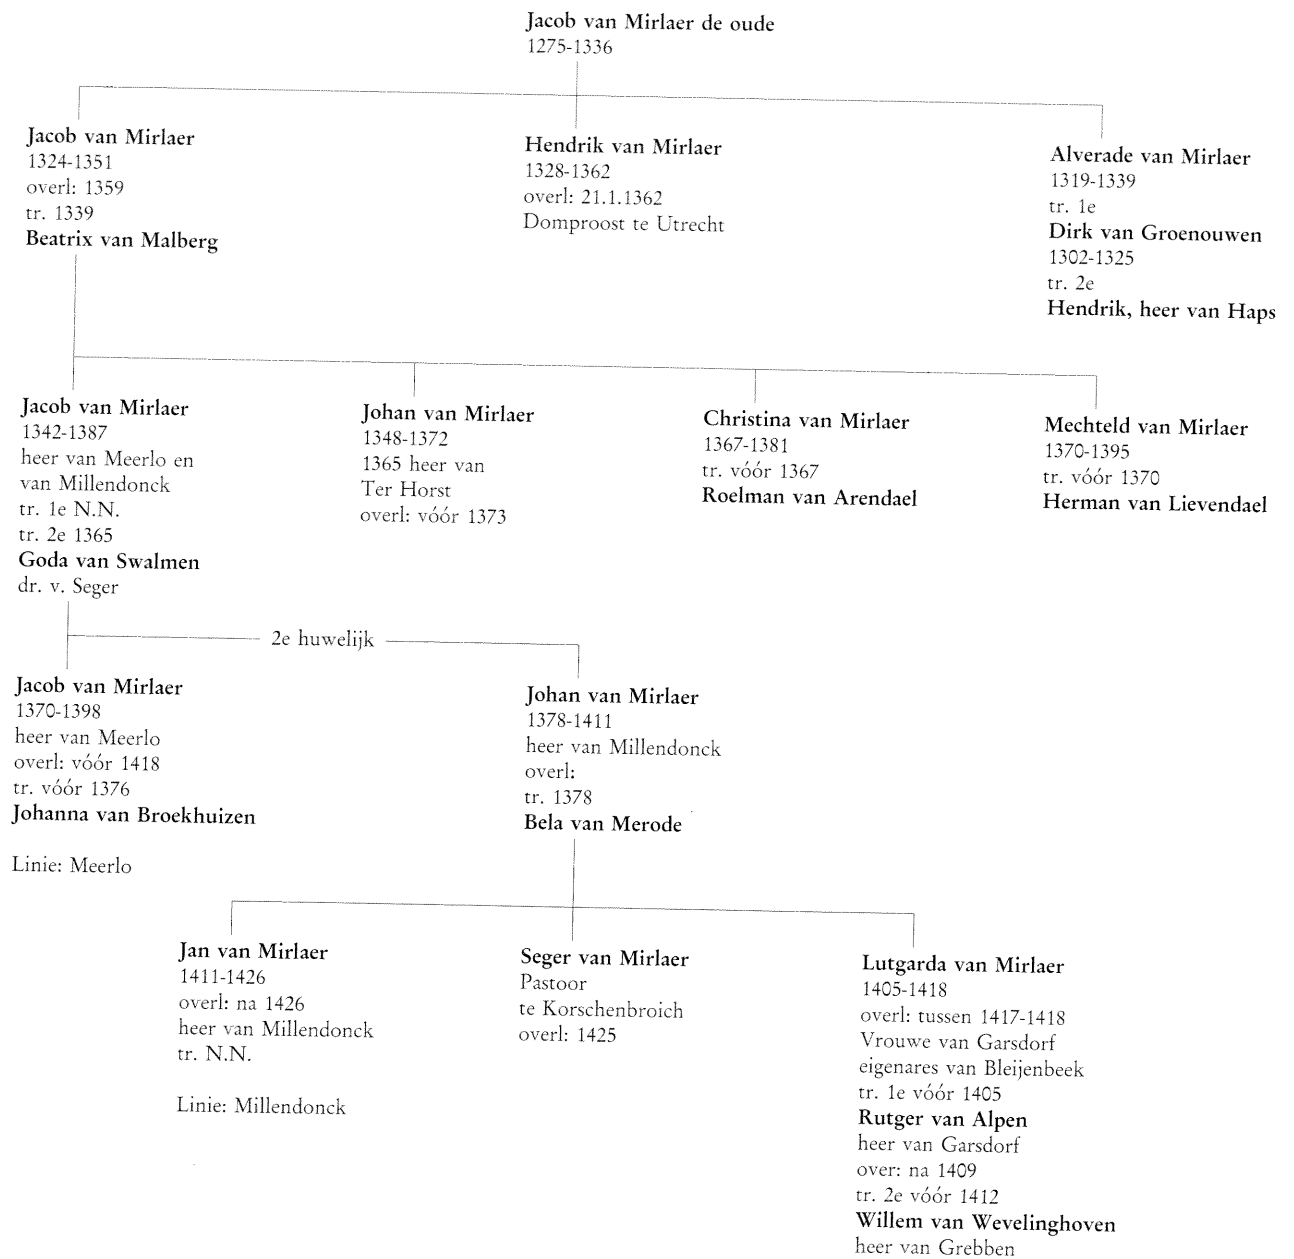 Jacob van Mirlaer de oude
1275-1336
Jacob van Mirlaer
1324-1351
overl: 1359
tr. 1339
Beatrix van Malberg
Hendrik van Mirlaer
1328-1362
overl: 21.1.1362
Domproost te Utrecht
Alverade van Mirlaer
1319-1339
tr. 1e
Dirk van Groenouwen
1302-1325
tr. 2e
Hendrik, heer van Haps
Jacob van Mirlaer
1342-1387
heer van Meerlo en
van Millendonck
tr. 1e N.N.
tr. 2e 1365
Goda van Swalmen
dr. v. Seger
Johan van Mirlaer
1348-1372
1365 heer van
Ter Horst
overl: vóór 1373
Christina van Mirlaer
1367-1381
tr. vóór 1367
Roelman van Arendael
Mechteld van Mirlaer
1370-1395
tr. vóór 1370
Herman van Lievendael
2e huwelijk
Jacob van Mirlaer
1370-1398
heer van Meerlo
overl: vóór 1418
tr. vóór 1376
Johanna van Broekhuizen
Linie: Meerlo
Johan van Mirlaer
1378-1411
heer van Millendonck
overl:
tr. 1378
Bela van Merode
Jan van Mirlaer
1411-1426
overl: na 1426
heer van Millendonck
tr. N.N.
Linie: Millendonck
Seger van Mirlaer
Pastoor
te Korschenbroich
overl: 1425
Lutgarda van Mirlaer
1405-1418
overl: tussen 1417-1418
Vrouwe van Garsdorf
eigenares van Bleijenbeek
tr. 1e vóór 1405
Rutger van Alpen
heer van Garsdorf
over: na 1409
tr. 2e vóór 1412
Willem van Wevelinghoven
heer van Grebben